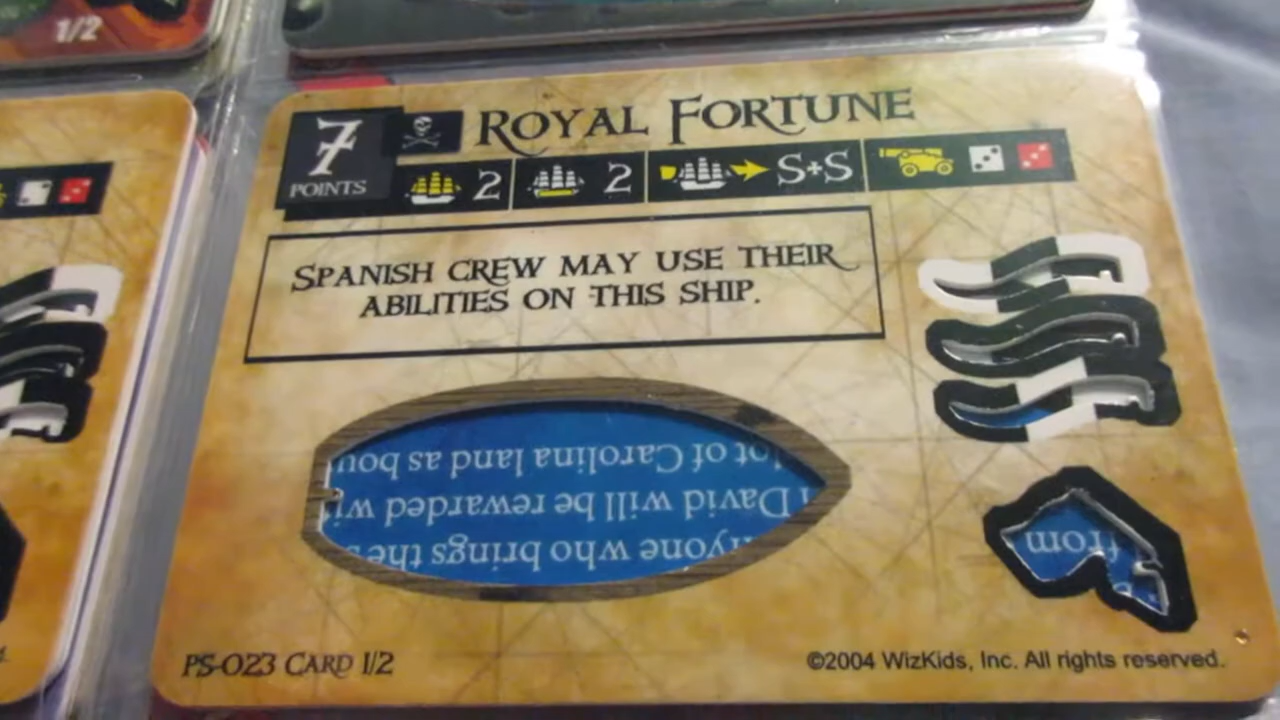 1/2
7
POINTS
ROYAL FORTUNE
2
2
S+S
SPANISH CREW MAY USE THEIR
ABILITIES ON THIS SHIP.
yone who brings the
David will be rewarded
lot of Carolina land as
from
PS-023 CARD 1/2
©2004 WizKids, Inc. All rights reserved.